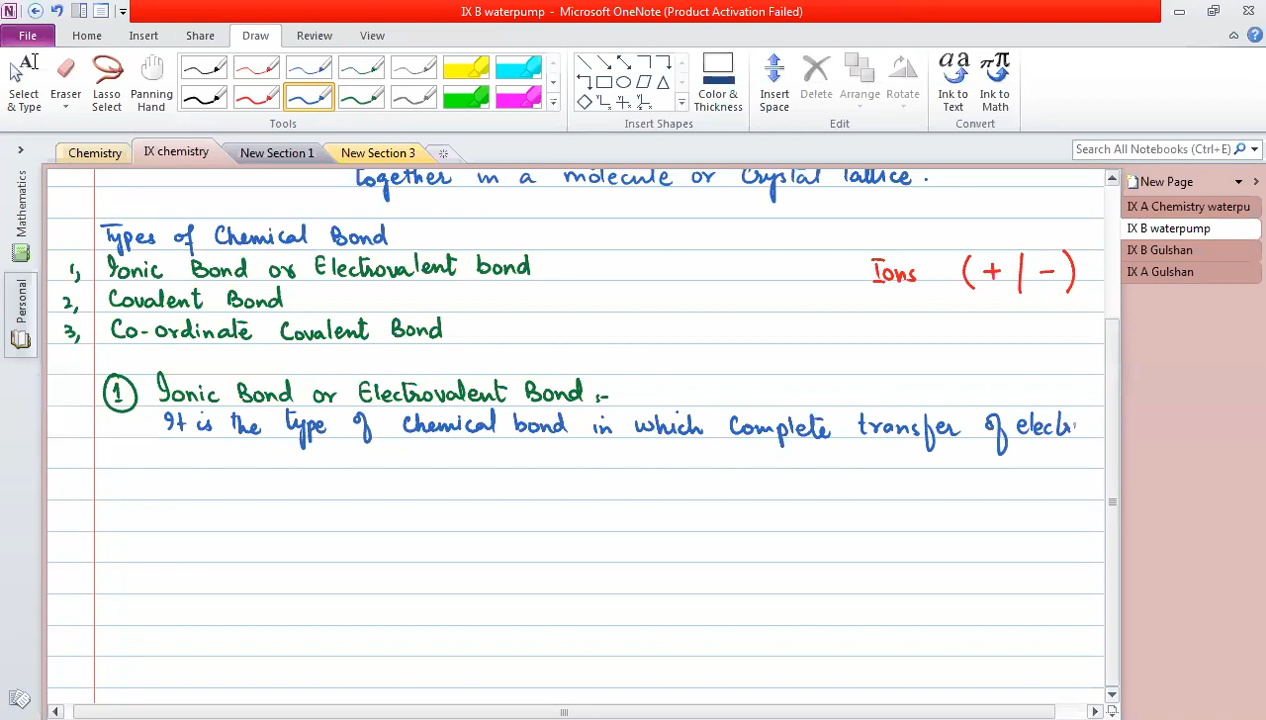 IX B waterpump - Microsoft OneNote (Product Activation Failed)
File Home Insert Share Draw Review View
Select & Type
Eraser
Lasso Select
Panning Hand
Color & Thickness
Insert Space
Delete
Arrange
Rotate
Ink to Text
Ink to Math
Tools
Insert Shapes
Edit
Convert
Chemistry
IX chemistry
New Section 1
New Section 3
Search All Notebooks (Ctrl+E)
Mathematics
Personal
New Page
IX A Chemistry waterpu
IX B waterpump
IX B Gulshan
IX A Gulshan
together in a molecule or Crystal lattice.
Types of Chemical Bond
1, Ionic Bond or Electrovalent bond
Ions (+ | -)
2, Covalent Bond
3, Co-ordinate Covalent Bond
1 Ionic Bond or Electrovalent Bond :-
It is the type of chemical bond in which complete transfer of electr